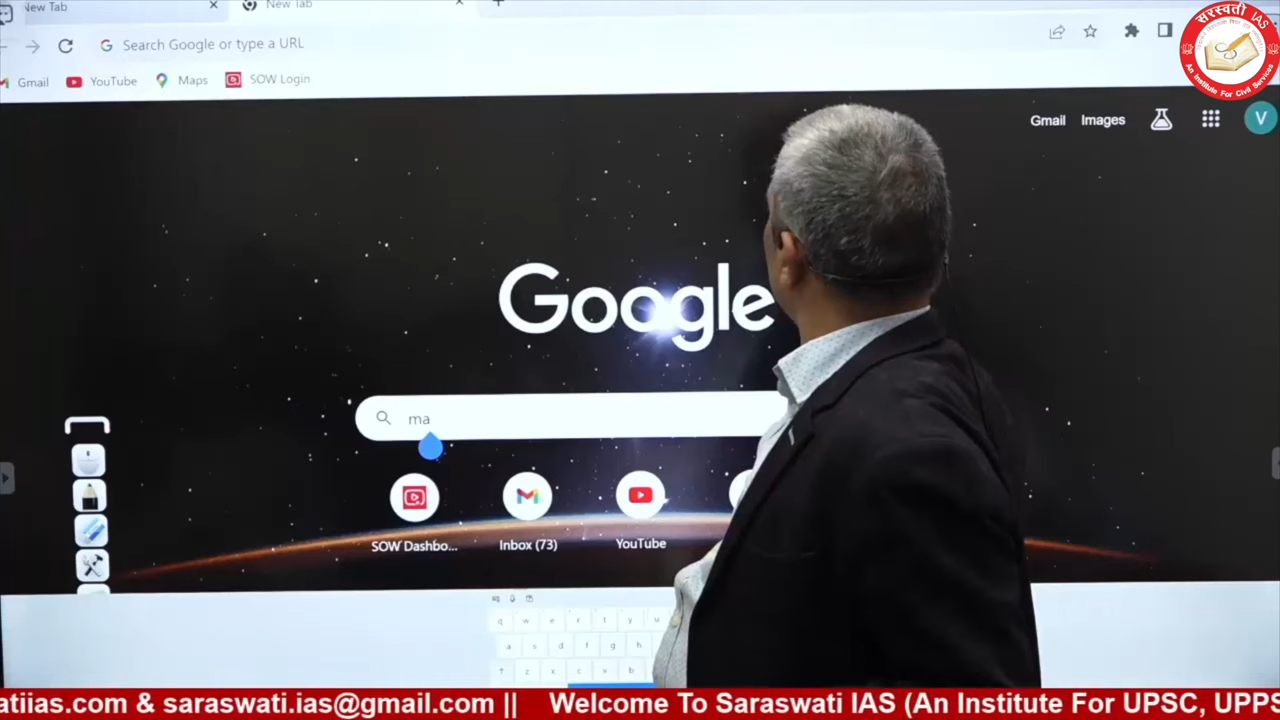 New Tab
New Tab
Search Google or type a URL
Gmail
YouTube
Maps
SOW Login
सरस्वती IAS
An Institute For Civil Services
Gmail
Images
V
Google
ma
SOW Dashbo...
Inbox (73)
YouTube
q w e r t y u
a s d f g h
z x c v b
atiias.com & saraswati.ias@gmail.com || Welcome To Saraswati IAS (An Institute For UPSC, UPPS